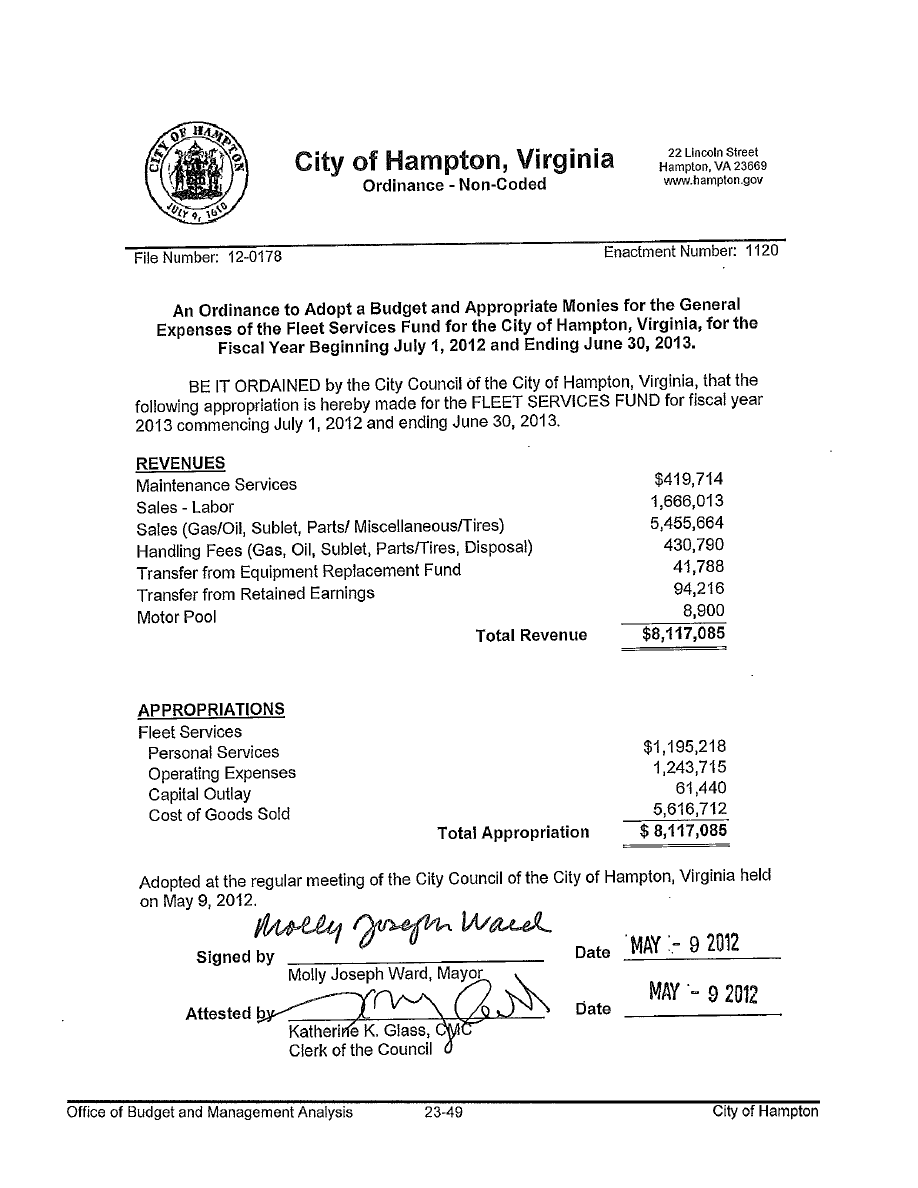 CITY OF HAMPTON
JULY 9, 1610
City of Hampton, Virginia
Ordinance - Non-Coded
22 Lincoln Street
Hampton, VA 23669
www.hampton.gov
File Number: 12-0178
Enactment Number: 1120
An Ordinance to Adopt a Budget and Appropriate Monies for the General
Expenses of the Fleet Services Fund for the City of Hampton, Virginia, for the
Fiscal Year Beginning July 1, 2012 and Ending June 30, 2013.
BE IT ORDAINED by the City Council of the City of Hampton, Virginia, that the
following appropriation is hereby made for the FLEET SERVICES FUND for fiscal year
2013 commencing July 1, 2012 and ending June 30, 2013.
REVENUES
Maintenance Services $419,714
Sales - Labor 1,666,013
Sales (Gas/Oil, Sublet, Parts/ Miscellaneous/Tires) 5,455,664
Handling Fees (Gas, Oil, Sublet, Parts/Tires, Disposal) 430,790
Transfer from Equipment Replacement Fund 41,788
Transfer from Retained Earnings 94,216
Motor Pool 8,900
Total Revenue $8,117,085
APPROPRIATIONS
Fleet Services
Personal Services $1,195,218
Operating Expenses 1,243,715
Capital Outlay 61,440
Cost of Goods Sold 5,616,712
Total Appropriation $ 8,117,085
Adopted at the regular meeting of the City Council of the City of Hampton, Virginia held
on May 9, 2012.
Molly Joseph Ward
Signed by Date MAY - 9 2012
Molly Joseph Ward, Mayor
Attested by Date MAY - 9 2012
Katherine K. Glass, CMC
Clerk of the Council
Office of Budget and Management Analysis 23-49 City of Hampton